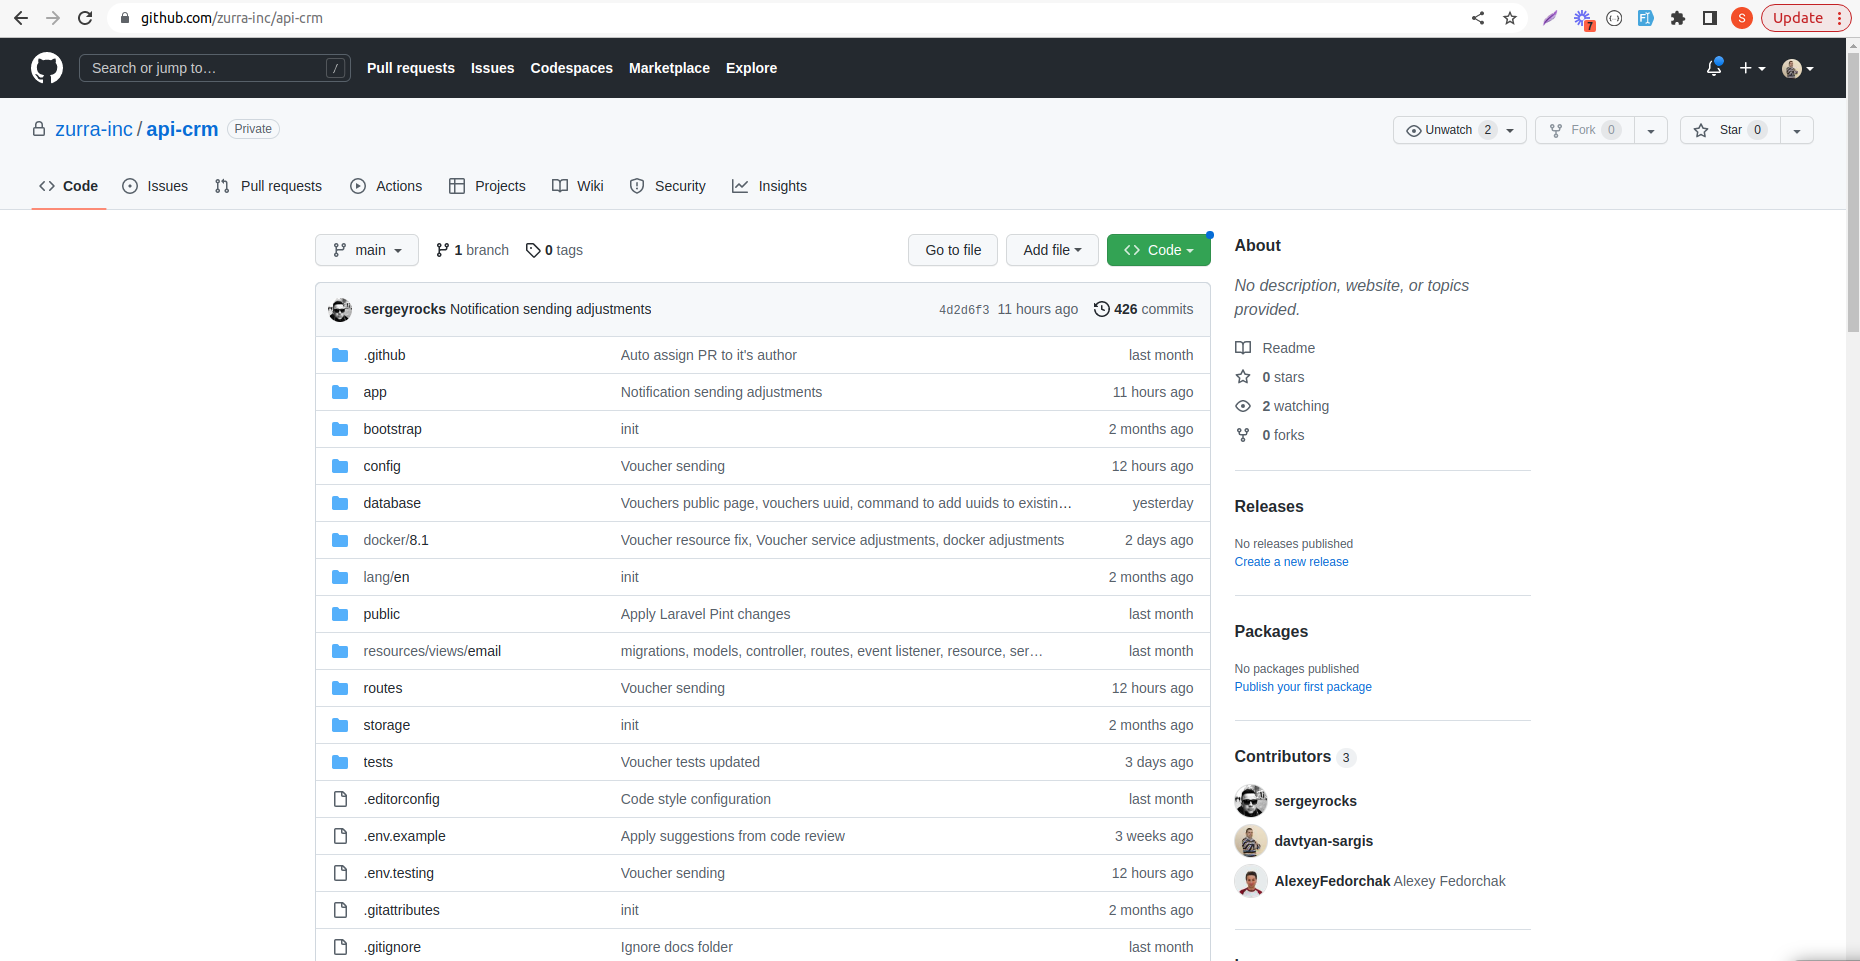 github.com/zurra-inc/api-crm
7
S
Update
Search or jump to…
/
Pull requests
Issues
Codespaces
Marketplace
Explore
zurra-inc / api-crm
Private
Unwatch 2
Fork 0
Star 0
Code
Issues
Pull requests
Actions
Projects
Wiki
Security
Insights
main
1 branch
0 tags
Go to file
Add file
Code
sergeyrocks Notification sending adjustments 4d2d6f3 11 hours ago 426 commits
.github Auto assign PR to it's author last month
app Notification sending adjustments 11 hours ago
bootstrap init 2 months ago
config Voucher sending 12 hours ago
database Vouchers public page, vouchers uuid, command to add uuids to existin… yesterday
docker/8.1 Voucher resource fix, Voucher service adjustments, docker adjustments 2 days ago
lang/en init 2 months ago
public Apply Laravel Pint changes last month
resources/views/email migrations, models, controller, routes, event listener, resource, ser… last month
routes Voucher sending 12 hours ago
storage init 2 months ago
tests Voucher tests updated 3 days ago
.editorconfig Code style configuration last month
.env.example Apply suggestions from code review 3 weeks ago
.env.testing Voucher sending 12 hours ago
.gitattributes init 2 months ago
.gitignore Ignore docs folder last month
About
No description, website, or topics
provided.
Readme
0 stars
2 watching
0 forks
Releases
No releases published
Create a new release
Packages
No packages published
Publish your first package
Contributors 3
sergeyrocks
davtyan-sargis
AlexeyFedorchak Alexey Fedorchak